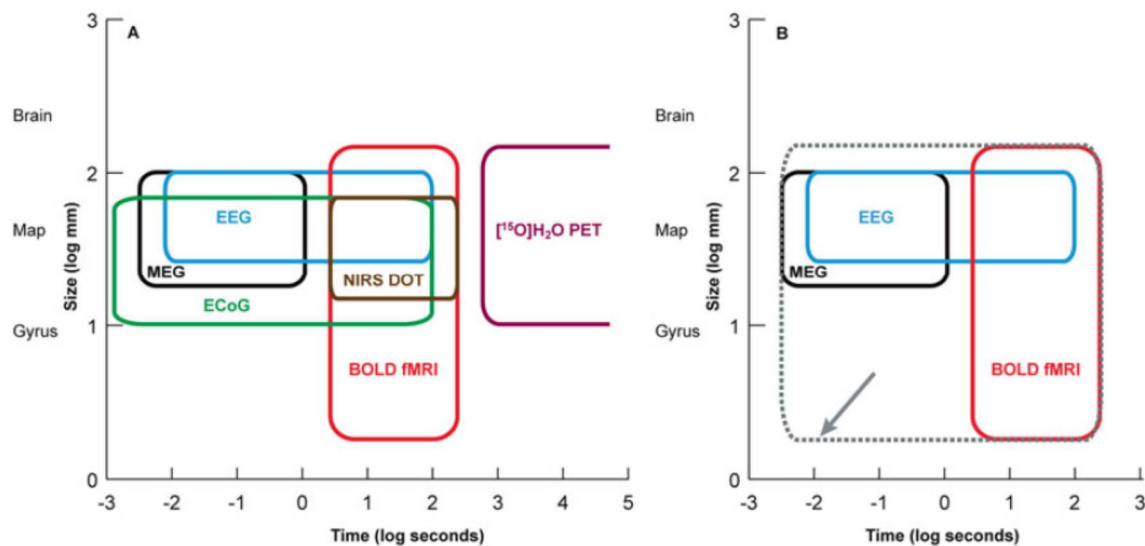 A
B
3
2
1
0
Brain
Map
Gyrus
Size (log mm)
EEG
MEG
ECoG
NIRS DOT
BOLD fMRI
[¹⁵O]H₂O PET
-3 -2 -1 0 1 2 3 4 5
Time (log seconds)
3
2
1
0
Brain
Map
Gyrus
Size (log mm)
EEG
MEG
BOLD fMRI
-3 -2 -1 0 1 2 3
Time (log seconds)